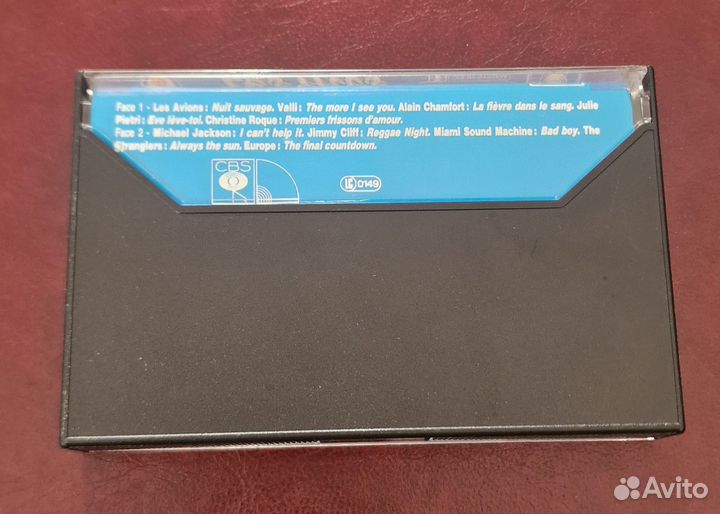 Face 1 - Les Avions : Nuit sauvage. Valli : The more I see you. Alain Chamfort : La fièvre dans le sang. Julie
Pietri : Eve lève-toi. Christine Roque : Premiers frissons d'amour.
Face 2 - Michael Jackson : I can't help it. Jimmy Cliff : Reggae Night. Miami Sound Machine : Bad boy. The
Stranglers : Always the sun. Europe : The final countdown.
CBS
LC 0149
Avito